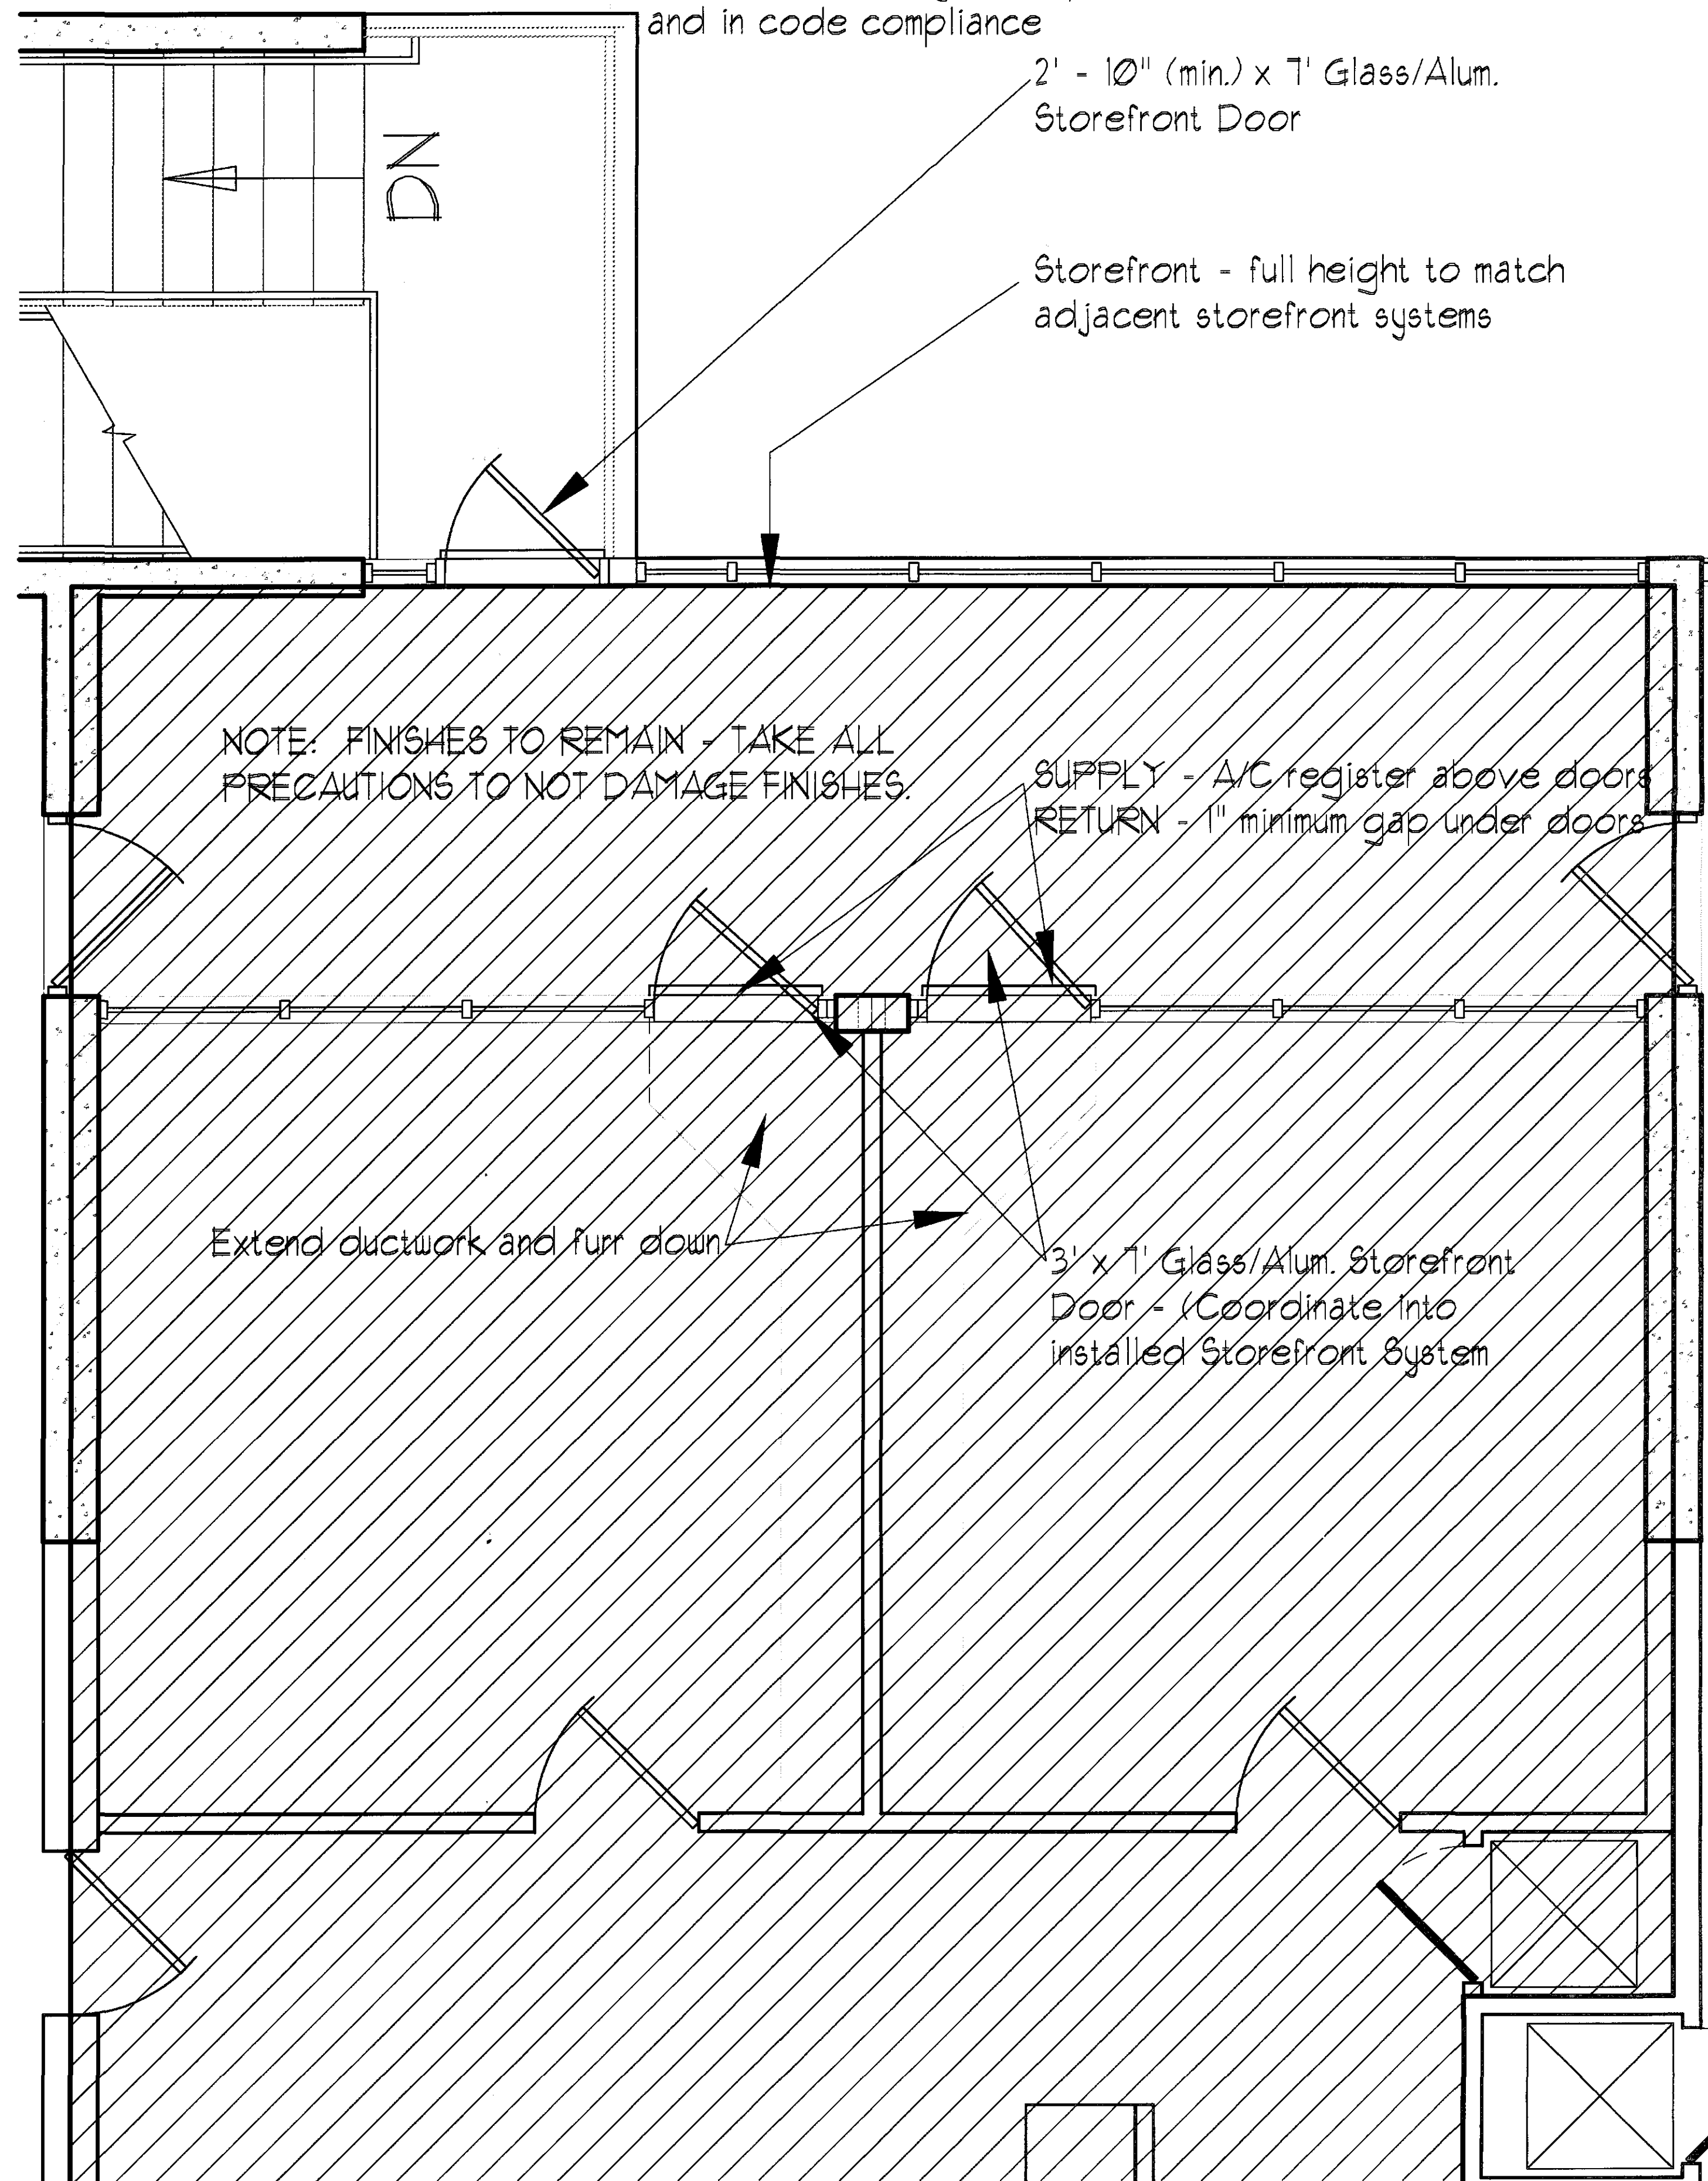 and in code compliance
2' - 10" (min.) x 7' Glass/Alum.
Storefront Door
DN
Storefront - full height to match
adjacent storefront systems
NOTE: FINISHES TO REMAIN - TAKE ALL
PRECAUTIONS TO NOT DAMAGE FINISHES.
SUPPLY - A/C register above doors
RETURN - 1" minimum gap under doors
Extend ductwork and furr down
3' x 7' Glass/Alum. Storefront
Door - (Coordinate into
installed Storefront System